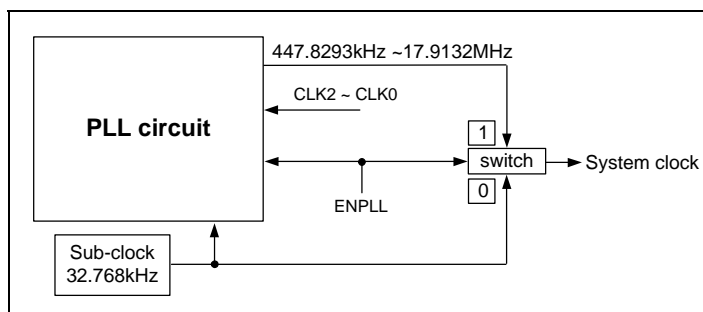 447.8293kHz ~17.9132MHz
CLK2 ~ CLK0
PLL circuit
1
switch
System clock
0
ENPLL
Sub-clock
32.768kHz